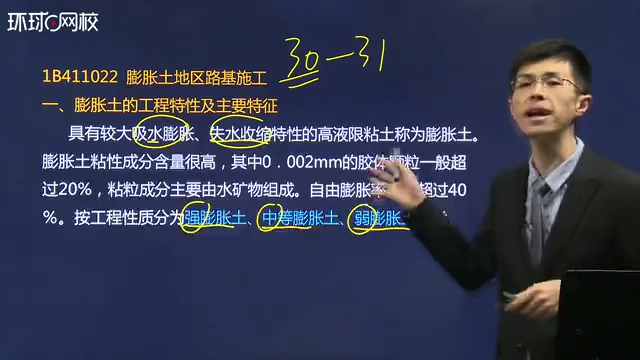 环球网校
30—31
1B411022 膨胀土地区路基施工
一、膨胀土的工程特性及主要特征
具有较大吸水膨胀、失水收缩特性的高液限粘土称为膨胀土。
膨胀土粘性成分含量很高，其中0．002mm的胶体颗粒一般超
过20%，粘粒成分主要由水矿物组成。自由膨胀率 超过40
%。按工程性质分为强膨胀土、中等膨胀土、弱膨胀